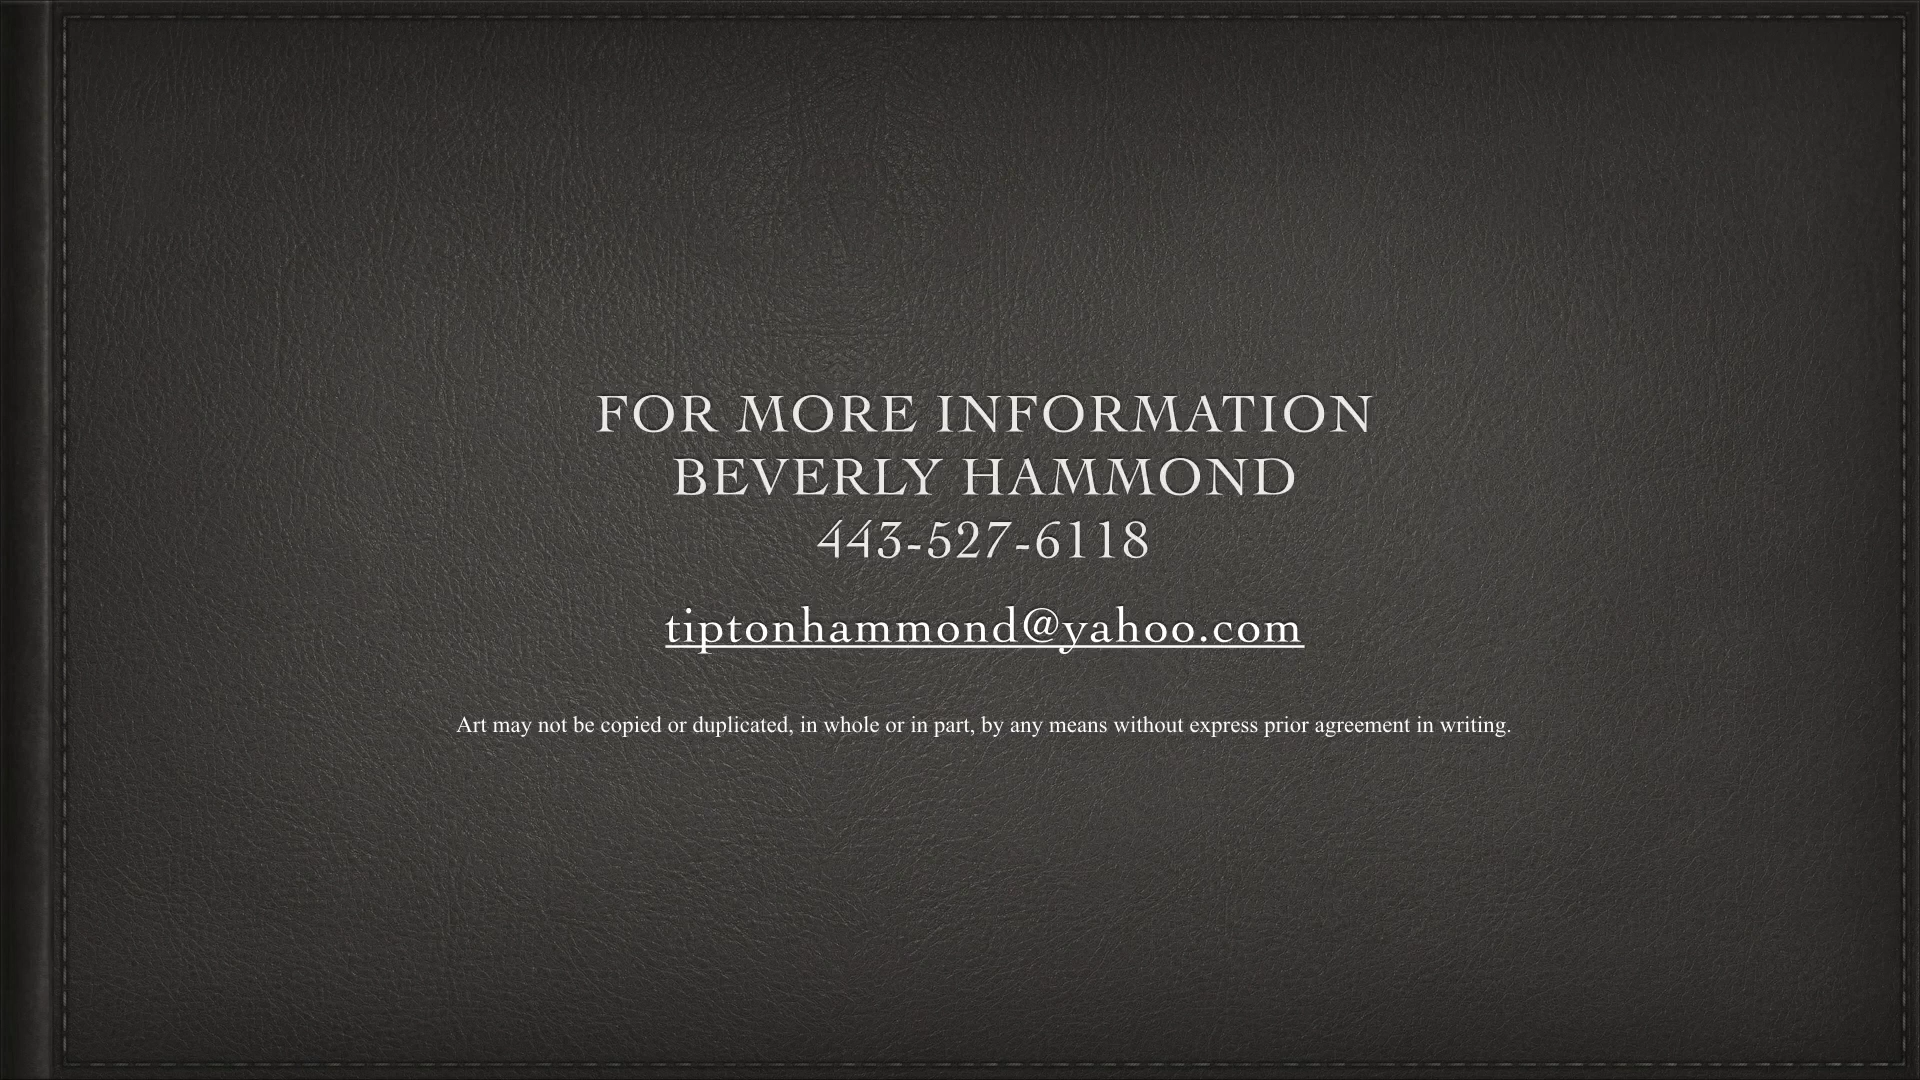 FOR MORE INFORMATION
BEVERLY HAMMOND
443-527-6118
tiptonhammond@yahoo.com
Art may not be copied or duplicated, in whole or in part, by any means without express prior agreement in writing.